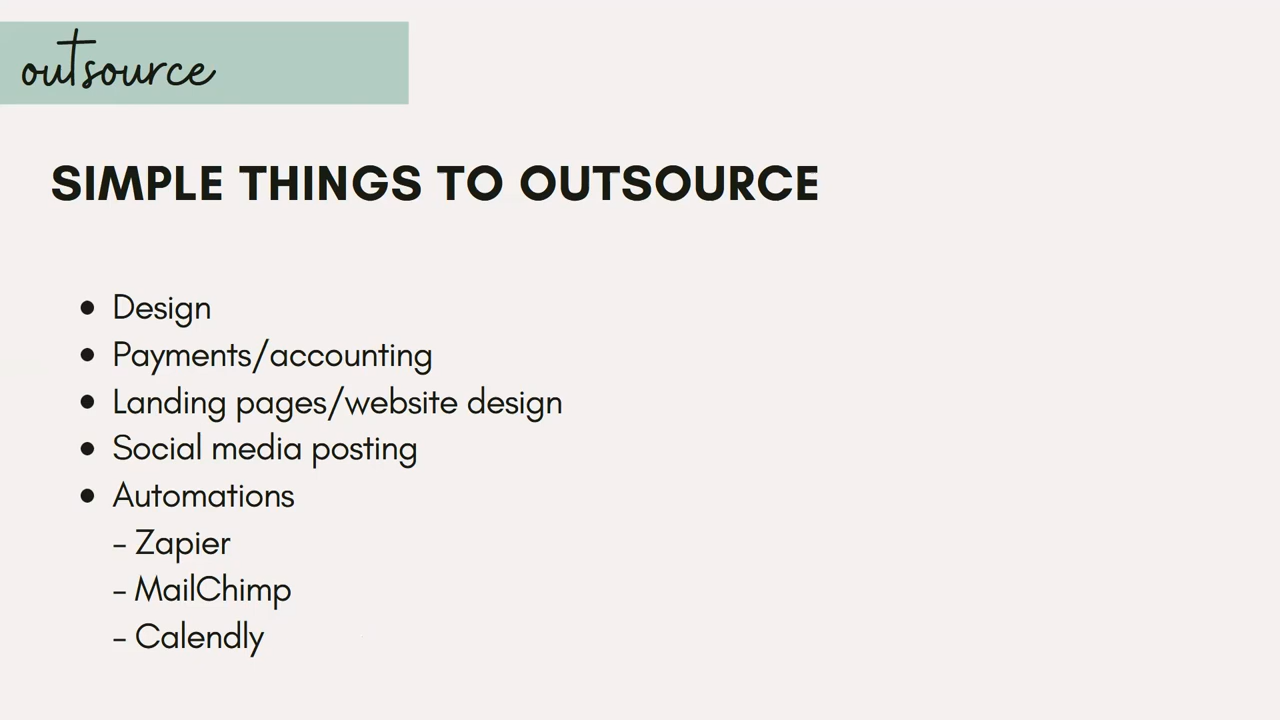 outsource
SIMPLE THINGS TO OUTSOURCE
• Design
• Payments/accounting
• Landing pages/website design
• Social media posting
• Automations
- Zapier
- MailChimp
- Calendly